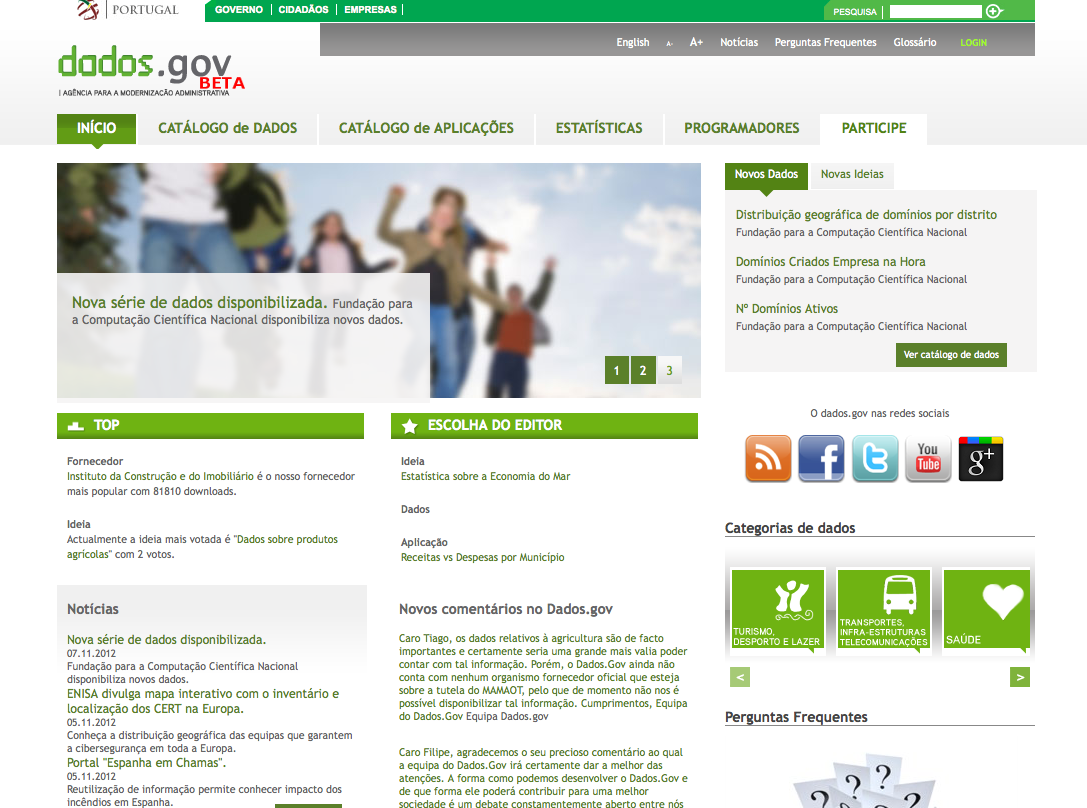 PORTUGAL
GOVERNO | CIDADÃOS | EMPRESAS |
PESQUISA |
English A- A+ Notícias Perguntas Frequentes Glossário LOGIN
dados.gov
BETA
| AGÊNCIA PARA A MODERNIZAÇÃO ADMINISTRATIVA
INÍCIO CATÁLOGO de DADOS CATÁLOGO de APLICAÇÕES ESTATÍSTICAS PROGRAMADORES PARTICIPE
Nova série de dados disponibilizada. Fundação para
a Computação Científica Nacional disponibiliza novos dados.
1 2 3
Novos Dados Novas Ideias
Distribuição geográfica de domínios por distrito
Fundação para a Computação Científica Nacional
Domínios Criados Empresa na Hora
Fundação para a Computação Científica Nacional
Nº Domínios Ativos
Fundação para a Computação Científica Nacional
Ver catálogo de dados
TOP
Fornecedor
Instituto da Construção e do Imobiliário é o nosso fornecedor
mais popular com 81810 downloads.
Ideia
Actualmente a ideia mais votada é "Dados sobre produtos
agrícolas" com 2 votos.
ESCOLHA DO EDITOR
Ideia
Estatística sobre a Economia do Mar
Dados
Aplicação
Receitas vs Despesas por Município
O dados.gov nas redes sociais
f
t
You
Tube
g+
Categorias de dados
TURISMO,
DESPORTO E LAZER
TRANSPORTES,
INFRA-ESTRUTURAS
TELECOMUNICAÇÕES
SAÚDE
< >
Notícias
Nova série de dados disponibilizada.
07.11.2012
Fundação para a Computação Científica Nacional
disponibiliza novos dados.
ENISA divulga mapa interativo com o inventário e
localização dos CERT na Europa.
05.11.2012
Conheça a distribuição geográfica das equipas que garantem
a cibersegurança em toda a Europa.
Portal "Espanha em Chamas".
05.11.2012
Reutilização de informação permite conhecer impacto dos
incêndios em Espanha.
Novos comentários no Dados.gov
Caro Tiago, os dados relativos à agricultura são de facto
importantes e certamente seria uma grande mais valia poder
contar com tal informação. Porém, o Dados.Gov ainda não
conta com nenhum organismo fornecedor oficial que esteja
sobre a tutela do MAMAOT, pelo que de momento não nos é
possível disponibilizar tal informação. Cumprimentos, Equipa
do Dados.Gov Equipa Dados.gov
Caro Filipe, agradecemos o seu precioso comentário ao qual
a equipa do Dados.Gov irá certamente dar a melhor das
atenções. A forma como podemos desenvolver o Dados.Gov e
de que forma ele poderá contribuir para uma melhor
sociedade é um debate constamentemente aberto entre nós
Perguntas Frequentes
? ? ? ?